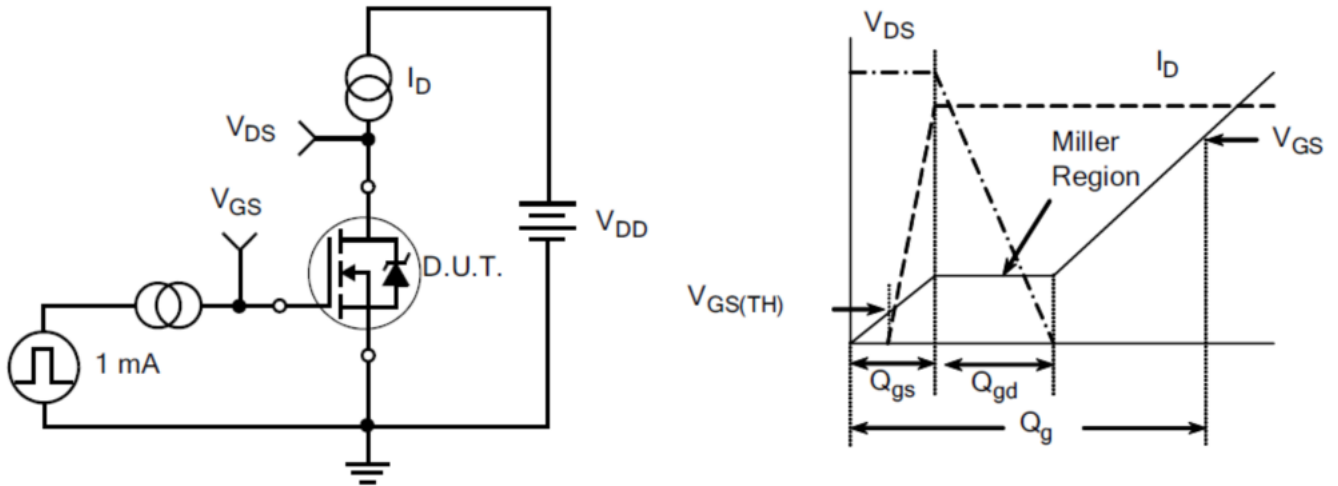 I_D
V_DS
V_GS
D.U.T.
V_DD
1 mA
V_DS
I_D
Miller
Region
V_GS
V_GS(TH)
Q_gs
Q_gd
Q_g